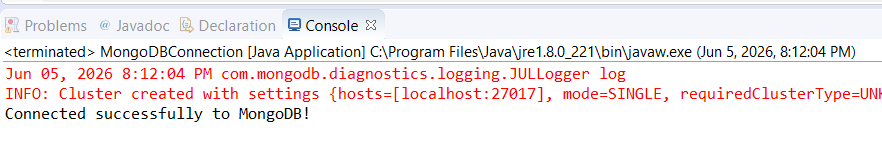 Problems @ Javadoc Declaration Console
<terminated> MongoDBConnection [Java Application] C:\Program Files\Java\jre1.8.0_221\bin\javaw.exe (Jun 5, 2026, 8:12:04 PM)
Jun 05, 2026 8:12:04 PM com.mongodb.diagnostics.logging.JULLogger log
INFO: Cluster created with settings {hosts=[localhost:27017], mode=SINGLE, requiredClusterType=UNK
Connected successfully to MongoDB!